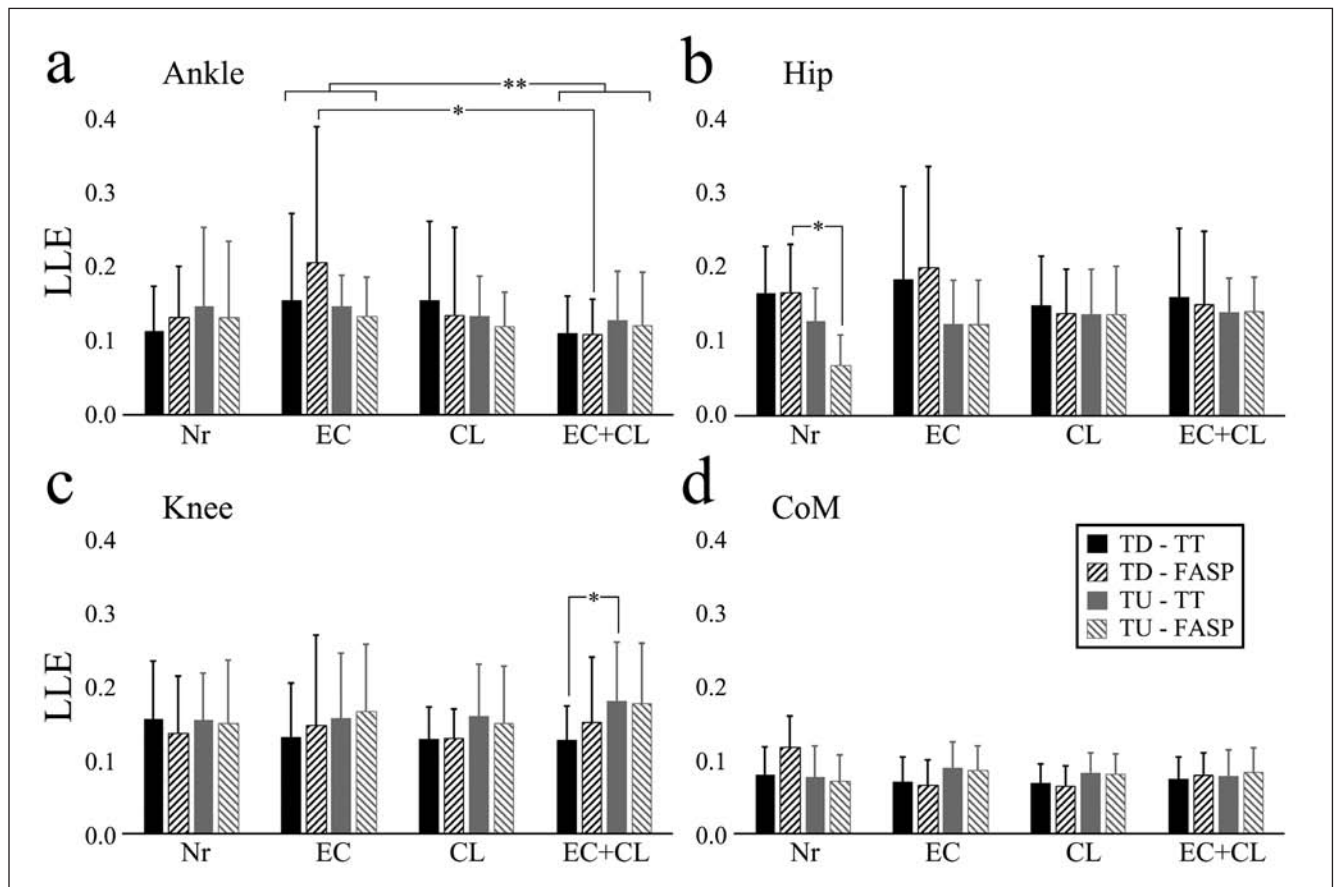 a Ankle
**
*
0.4
0.3
0.2
0.1
0.0
LLE
Nr EC CL EC+CL
b Hip
*
0.4
0.3
0.2
0.1
0.0
Nr EC CL EC+CL
c Knee
*
0.4
0.3
0.2
0.1
0.0
LLE
Nr EC CL EC+CL
d CoM
0.4
0.3
0.2
0.1
0.0
TD - TT
TD - FASP
TU - TT
TU - FASP
Nr EC CL EC+CL